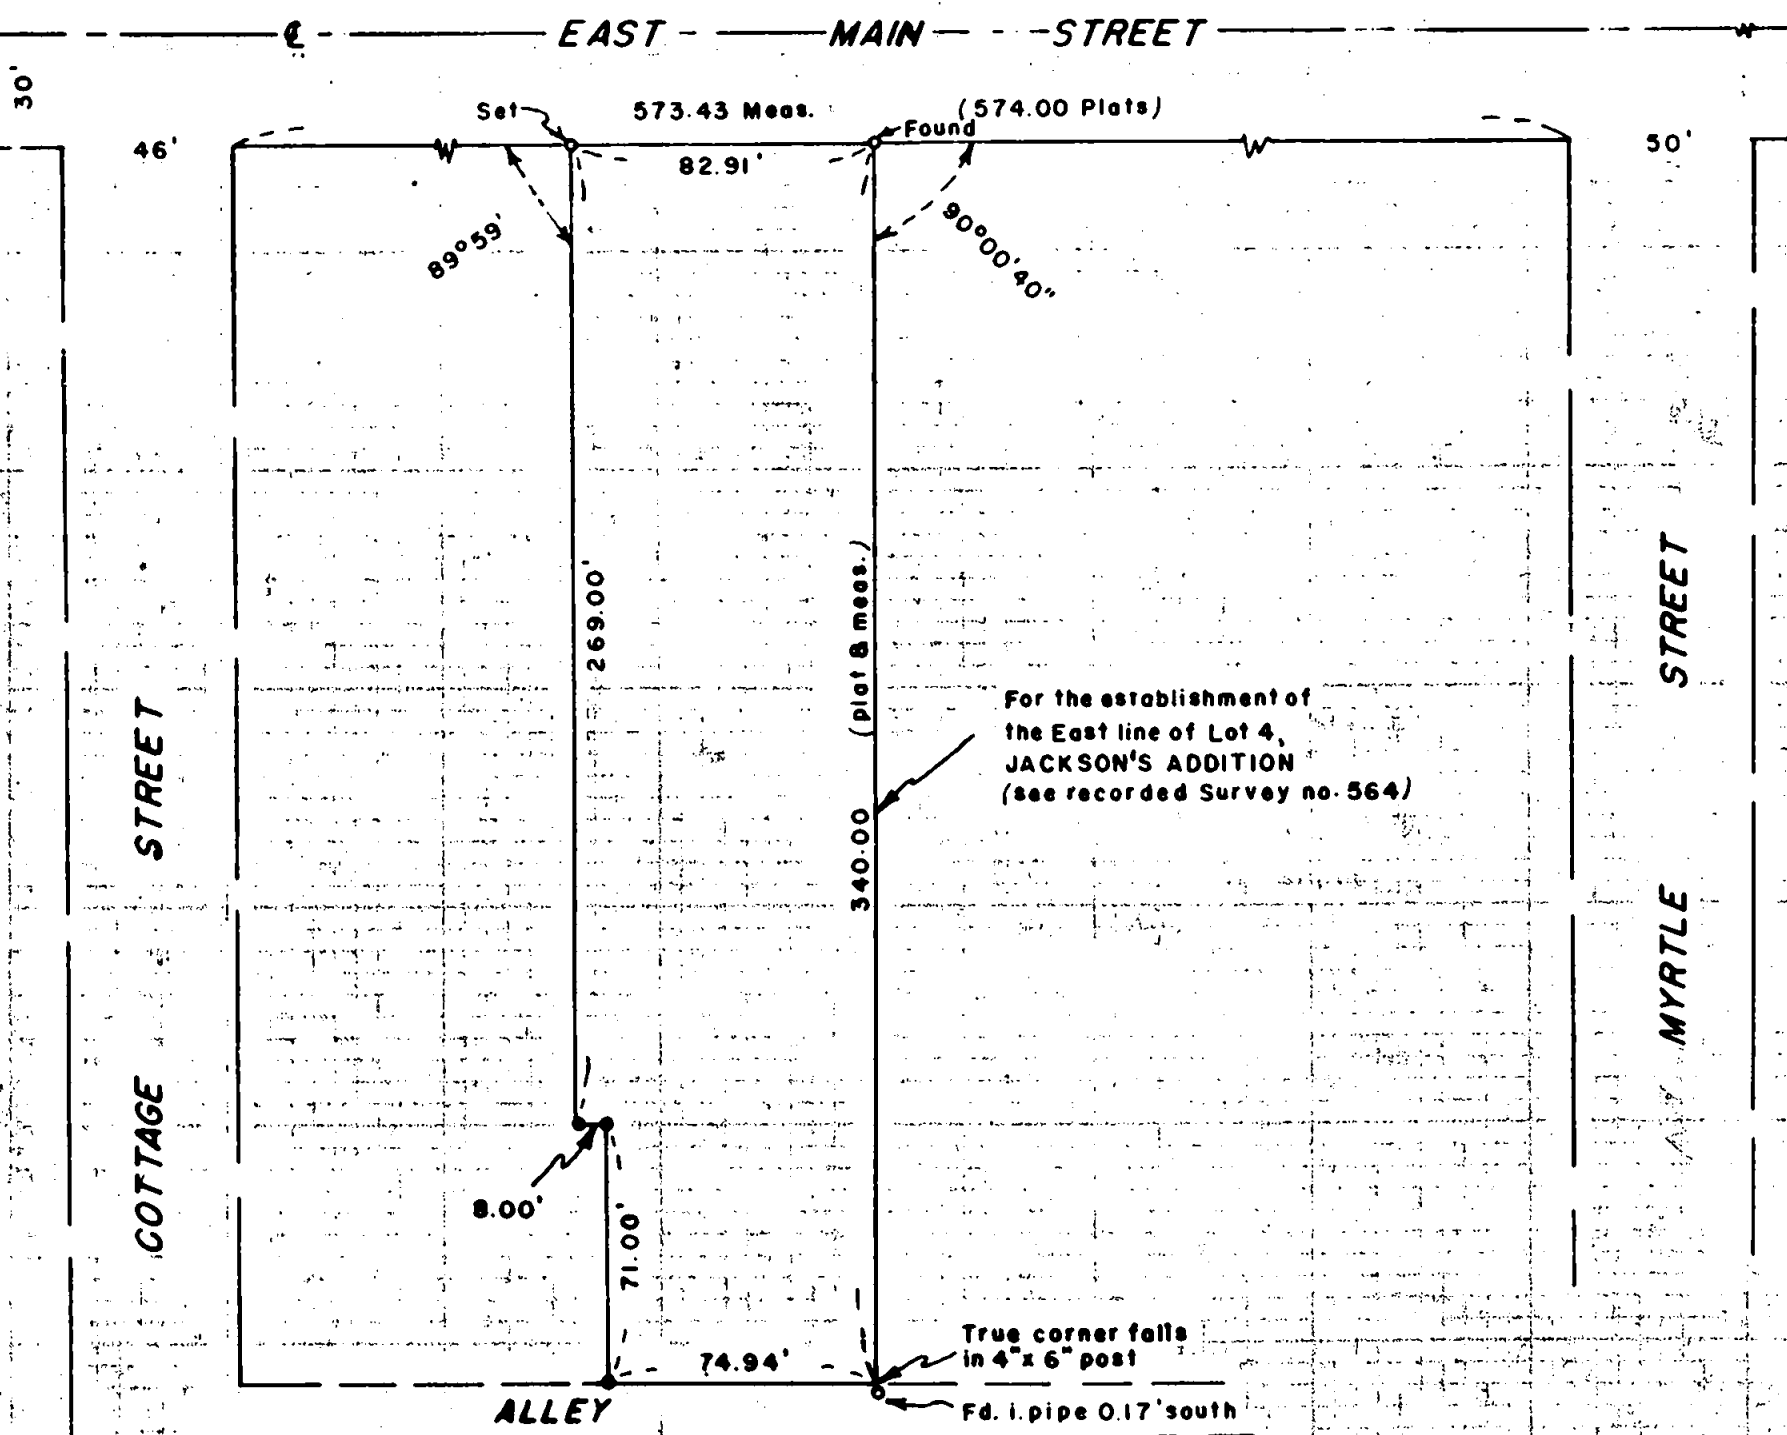 ℄ EAST MAIN STREET
30'
Set 573.43 Meas. (574.00 Plats)
Found
46' 50'
82.91'
89°59' 90°00'40"
269.00'
(plat & meas.)
340.00
For the establishment of
the East line of Lot 4,
JACKSON'S ADDITION
(see recorded Survey no. 564)
COTTAGE STREET
MYRTLE STREET
8.00'
71.00'
74.94'
True corner falls
in 4"x 6" post
ALLEY
Fd. i.pipe 0.17'south